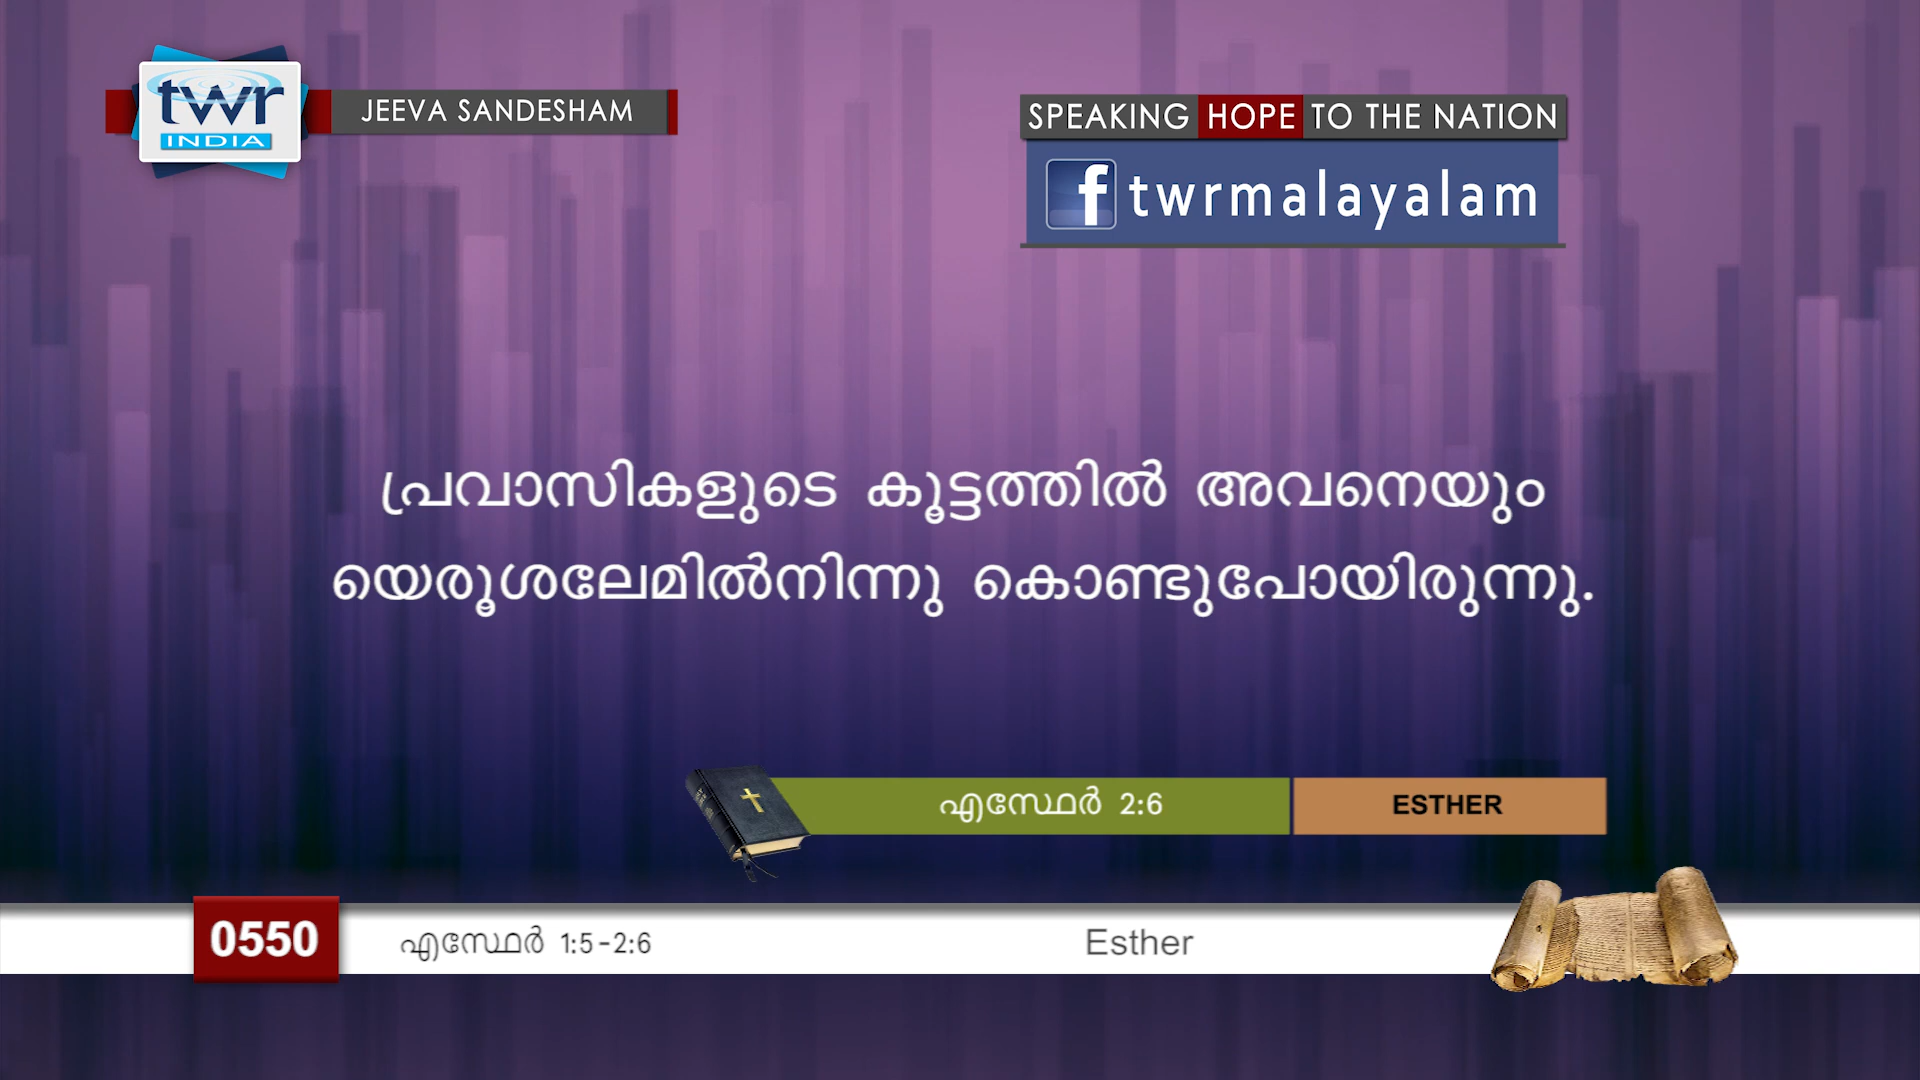 twr
INDIA
JEEVA SANDESHAM
SPEAKING HOPE TO THE NATION
f twrmalayalam
പ്രവാസികളുടെ കൂട്ടത്തിൽ അവനെയും
യെരൂശലേമിൽനിന്നു കൊണ്ടുപോയിരുന്നു.
എസ്ഥേർ 2:6
ESTHER
0550
എസ്ഥേർ 1:5-2:6
Esther